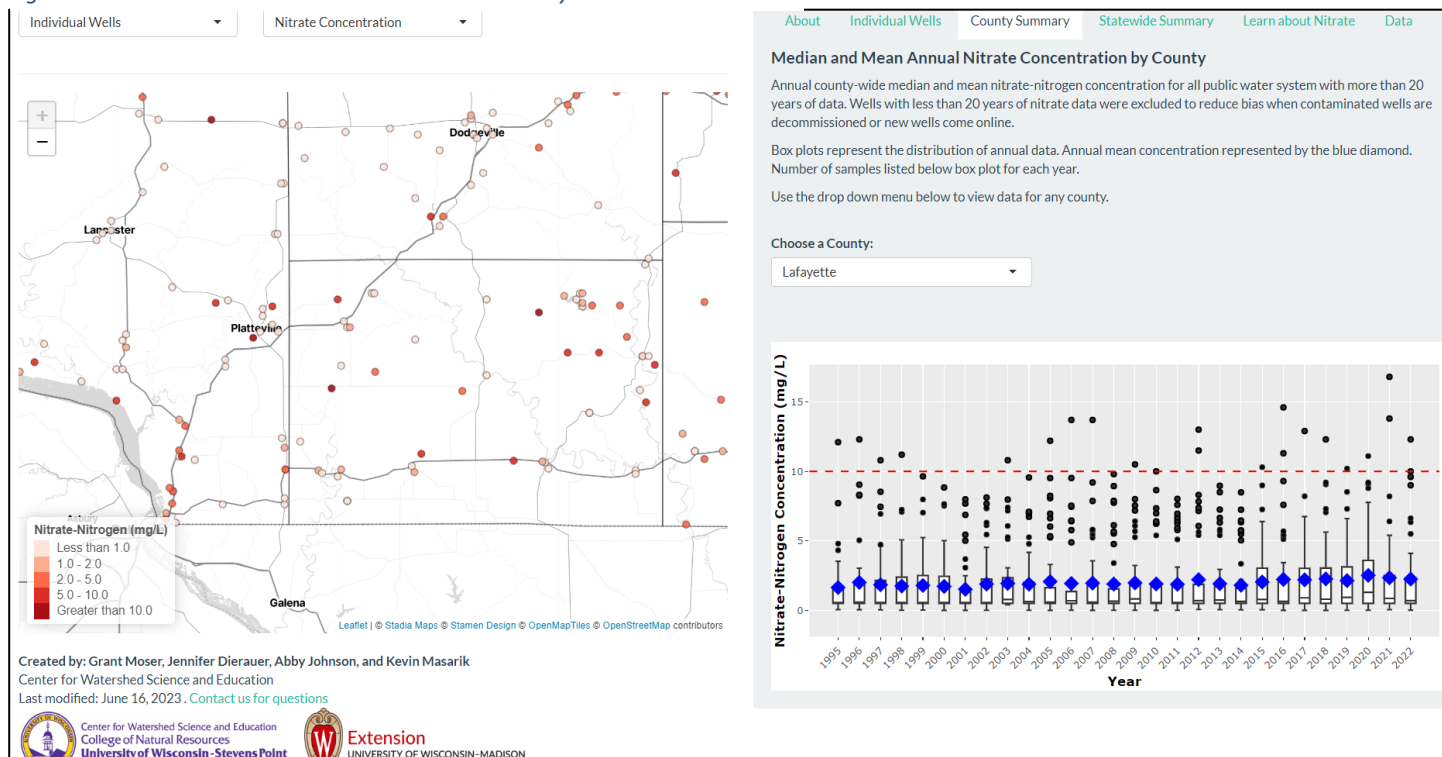 Individual Wells
Nitrate Concentration
+
−
Dodgeville
Lancaster
Platteville
Asbury
Galena
Nitrate-Nitrogen (mg/L)
Less than 1.0
1.0 - 2.0
2.0 - 5.0
5.0 - 10.0
Greater than 10.0
Leaflet | © Stadia Maps © Stamen Design © OpenMapTiles © OpenStreetMap contributors
Created by: Grant Moser, Jennifer Dierauer, Abby Johnson, and Kevin Masarik
Center for Watershed Science and Education
Last modified: June 16, 2023 . Contact us for questions
Center for Watershed Science and Education
College of Natural Resources
University of Wisconsin - Stevens Point
W
Extension
UNIVERSITY OF WISCONSIN–MADISON
About Individual Wells County Summary Statewide Summary Learn about Nitrate Data
Median and Mean Annual Nitrate Concentration by County
Annual county-wide median and mean nitrate-nitrogen concentration for all public water system with more than 20
years of data. Wells with less than 20 years of nitrate data were excluded to reduce bias when contaminated wells are
decommissioned or new wells come online.
Box plots represent the distribution of annual data. Annual mean concentration represented by the blue diamond.
Number of samples listed below box plot for each year.
Use the drop down menu below to view data for any county.
Choose a County:
Lafayette
Nitrate-Nitrogen Concentration (mg/L)
15
10
5
0
1995 1996 1997 1998 1999 2000 2001 2002 2003 2004 2005 2006 2007 2008 2009 2010 2011 2012 2013 2014 2015 2016 2017 2018 2019 2020 2021 2022
Year